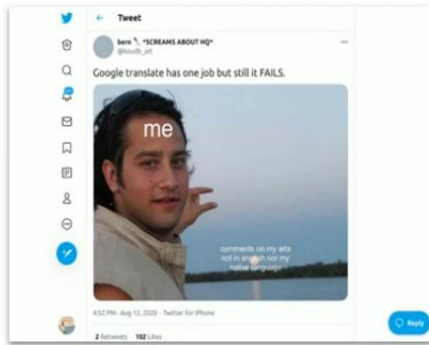 Tweet
bern *SCREAMS ABOUT HQ*
Google translate has one job but still it FAILS.
me
comments on my arts
not in english nor my
native language
4:52 PM · Aug 12, 2020 · Twitter for iPhone
2 Retweets 102 Likes
Reply